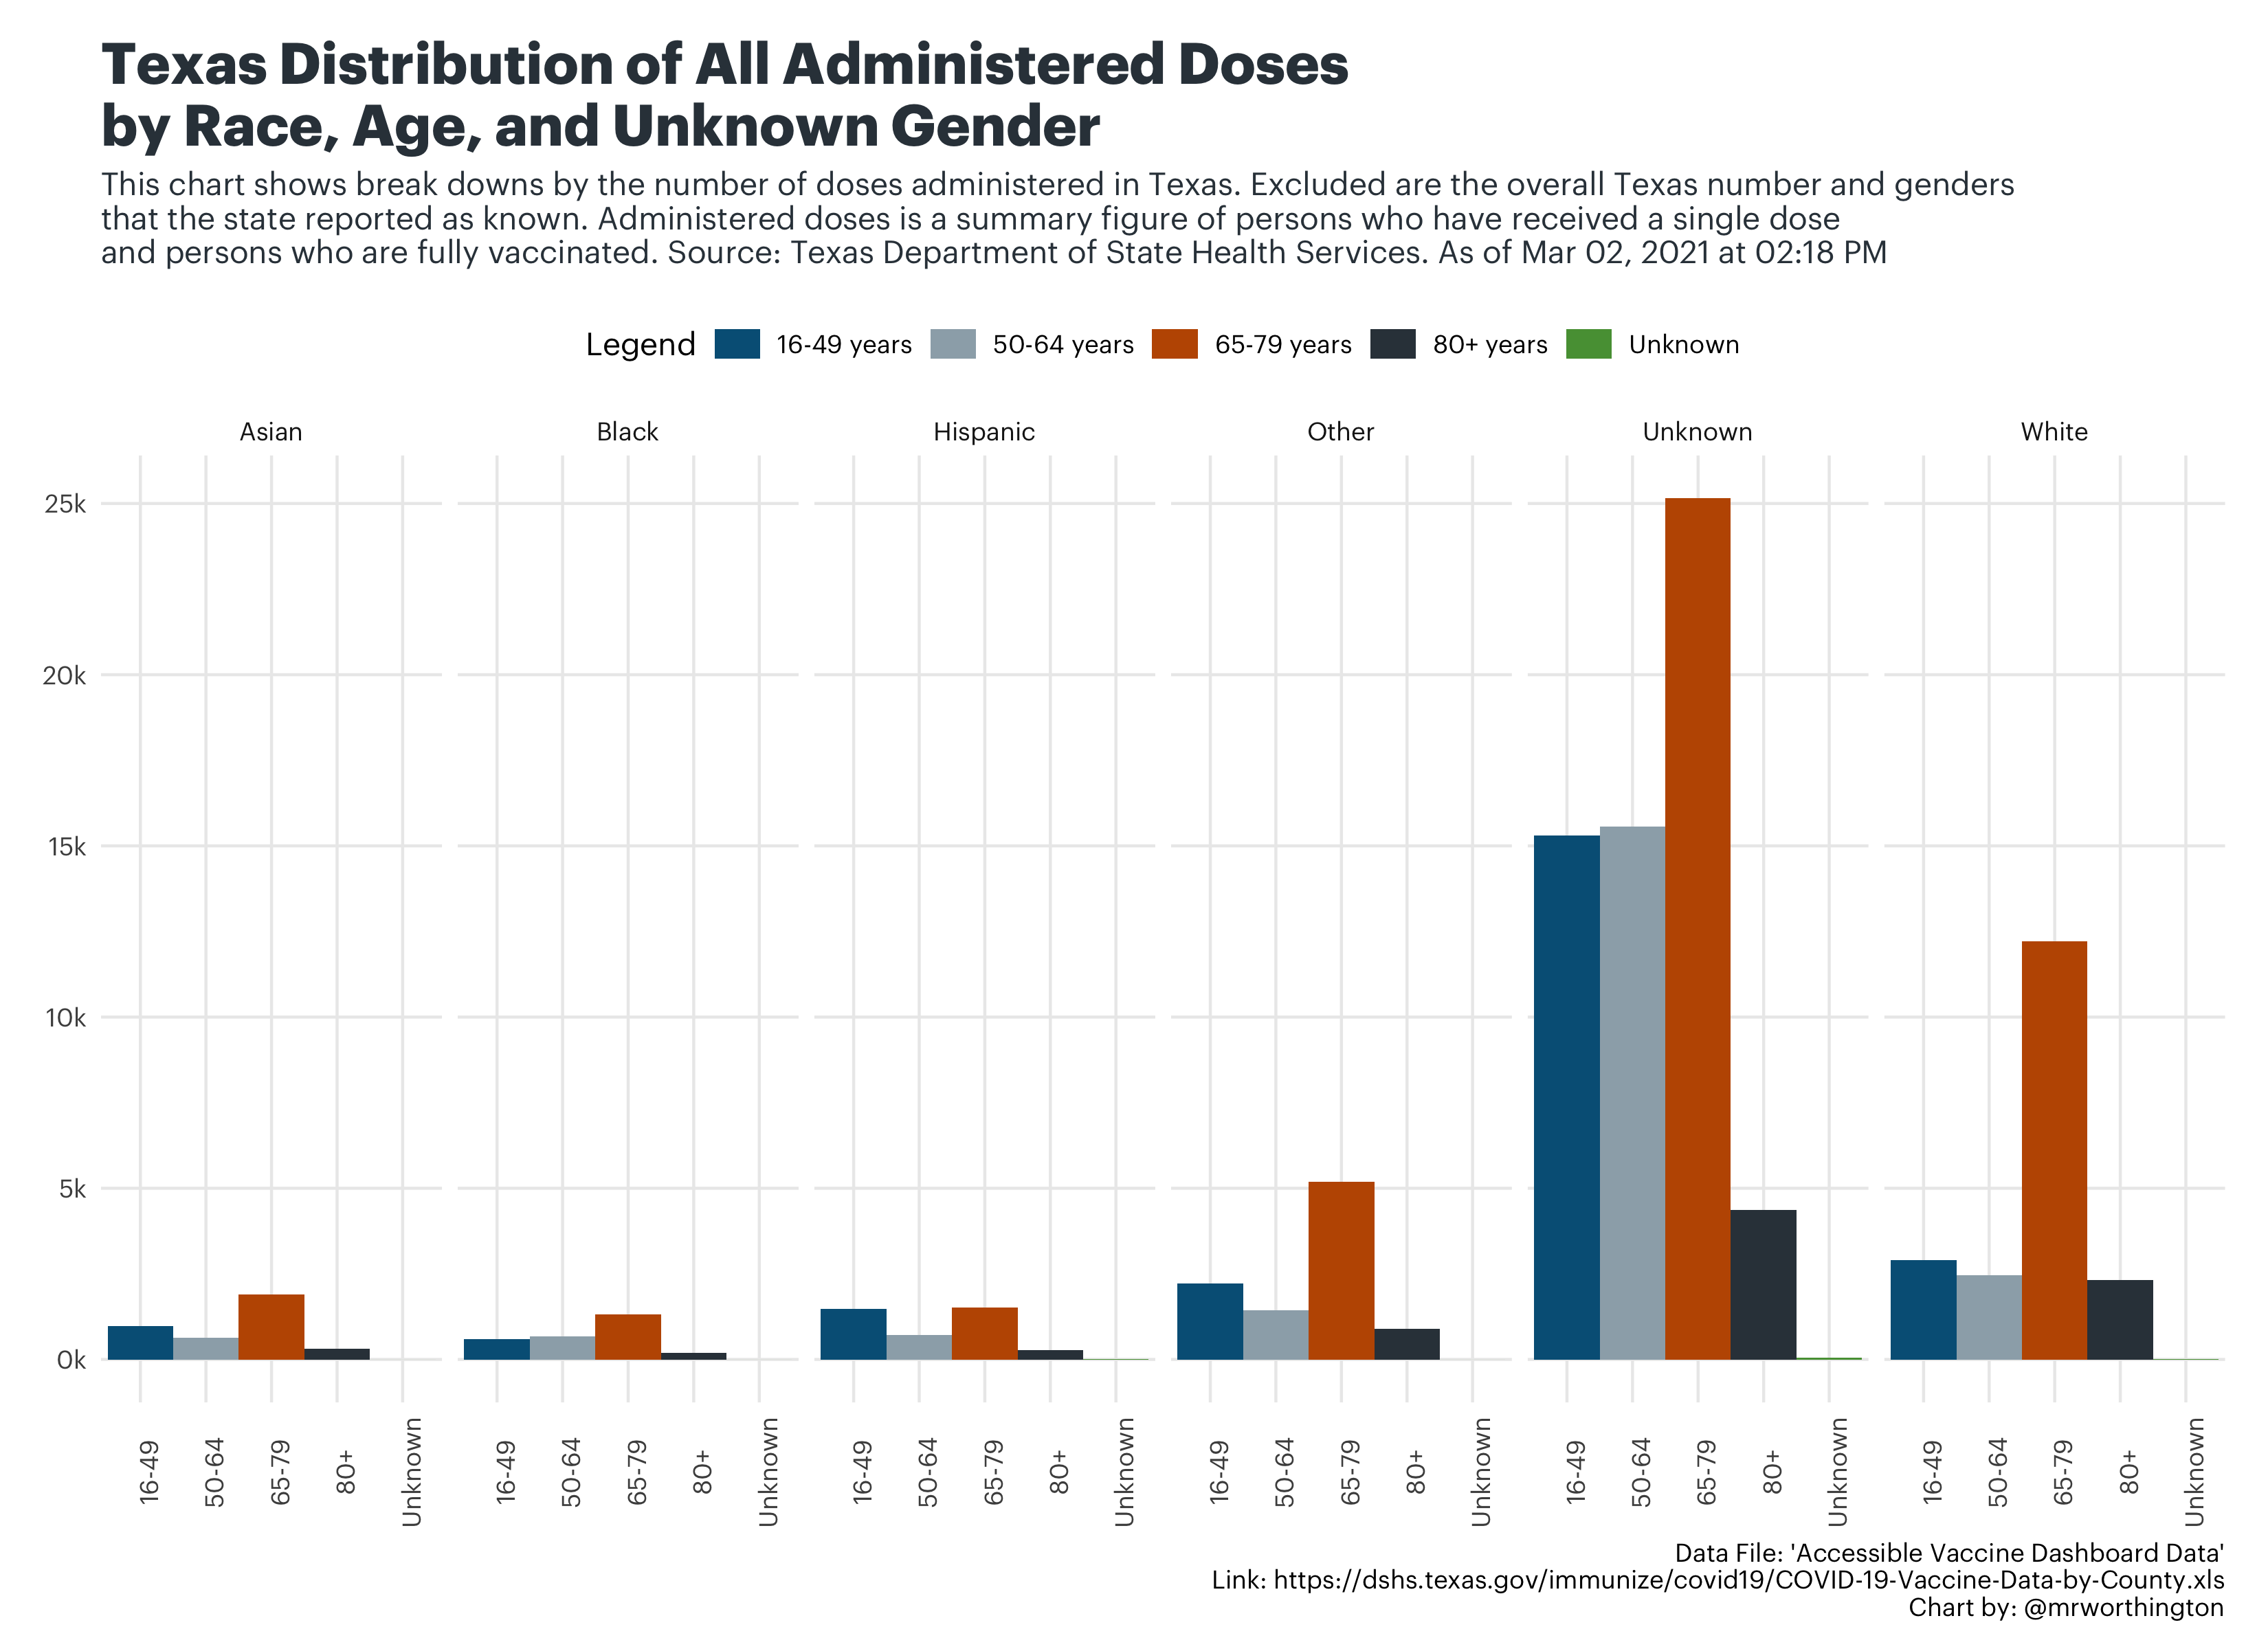 Texas Distribution of All Administered Doses
by Race, Age, and Unknown Gender
This chart shows break downs by the number of doses administered in Texas. Excluded are the overall Texas number and genders
that the state reported as known. Administered doses is a summary figure of persons who have received a single dose
and persons who are fully vaccinated. Source: Texas Department of State Health Services. As of Mar 02, 2021 at 02:18 PM
Legend 16-49 years 50-64 years 65-79 years 80+ years Unknown
Asian Black Hispanic Other Unknown White
25k
20k
15k
10k
5k
0k
16-49 50-64 65-79 80+ Unknown 16-49 50-64 65-79 80+ Unknown 16-49 50-64 65-79 80+ Unknown 16-49 50-64 65-79 80+ Unknown 16-49 50-64 65-79 80+ Unknown 16-49 50-64 65-79 80+ Unknown
Data File: 'Accessible Vaccine Dashboard Data'
Link: https://dshs.texas.gov/immunize/covid19/COVID-19-Vaccine-Data-by-County.xls
Chart by: @mrworthington